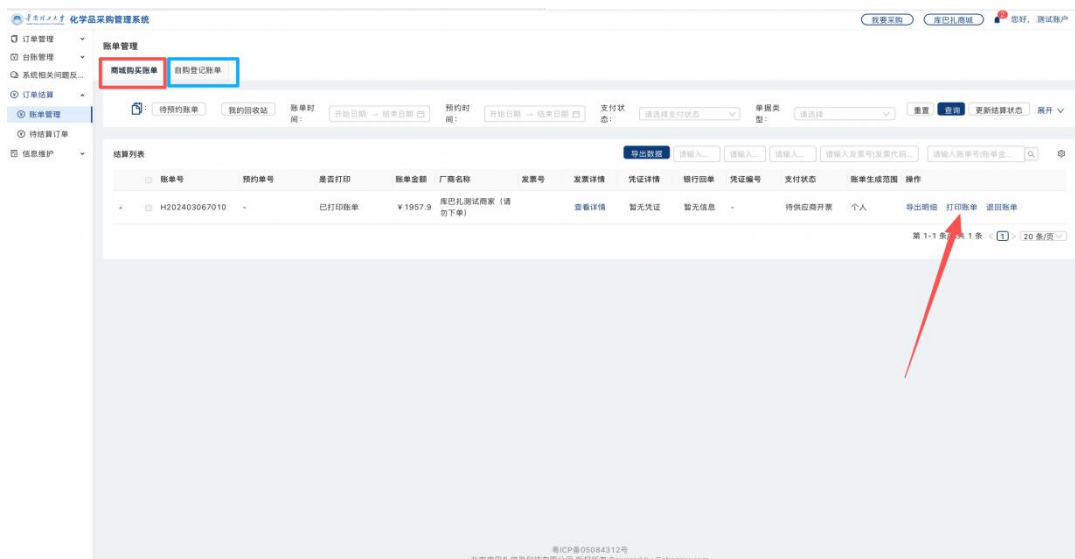 化学品采购管理系统
我要采购 库巴扎商城 2 您好, 测试账户
订单管理
台账管理
系统相关问题反...
订单结算
账单管理
待结算订单
信息维护
账单管理
商城购买账单 自购登记账单
待预约账单 我的回收站 账单时间: 开始日期 → 结束日期 预约时间: 开始日期 → 结束日期 支付状态: 请选择支付状态 单据类型: 请选择 重置 查询 更新结算状态 展开
结算列表 导出数据 请输入... 请输入... 请输入... 请输入发票号|发票代码... 请输入账单号|账单金...
账单号 预约单号 是否打印 账单金额 厂商名称 发票号 发票详情 凭证详情 银行回单 凭证编号 支付状态 账单生成范围 操作
H202403067010 - 已打印账单 ¥ 1957.9 库巴扎测试商家（请勿下单） 查看详情 暂无凭证 暂无信息 - 待供应商开票 个人 导出明细 打印账单 退回账单
第 1-1 条 共 1 条 < 1 > 20 条/页
粤ICP备05084312号